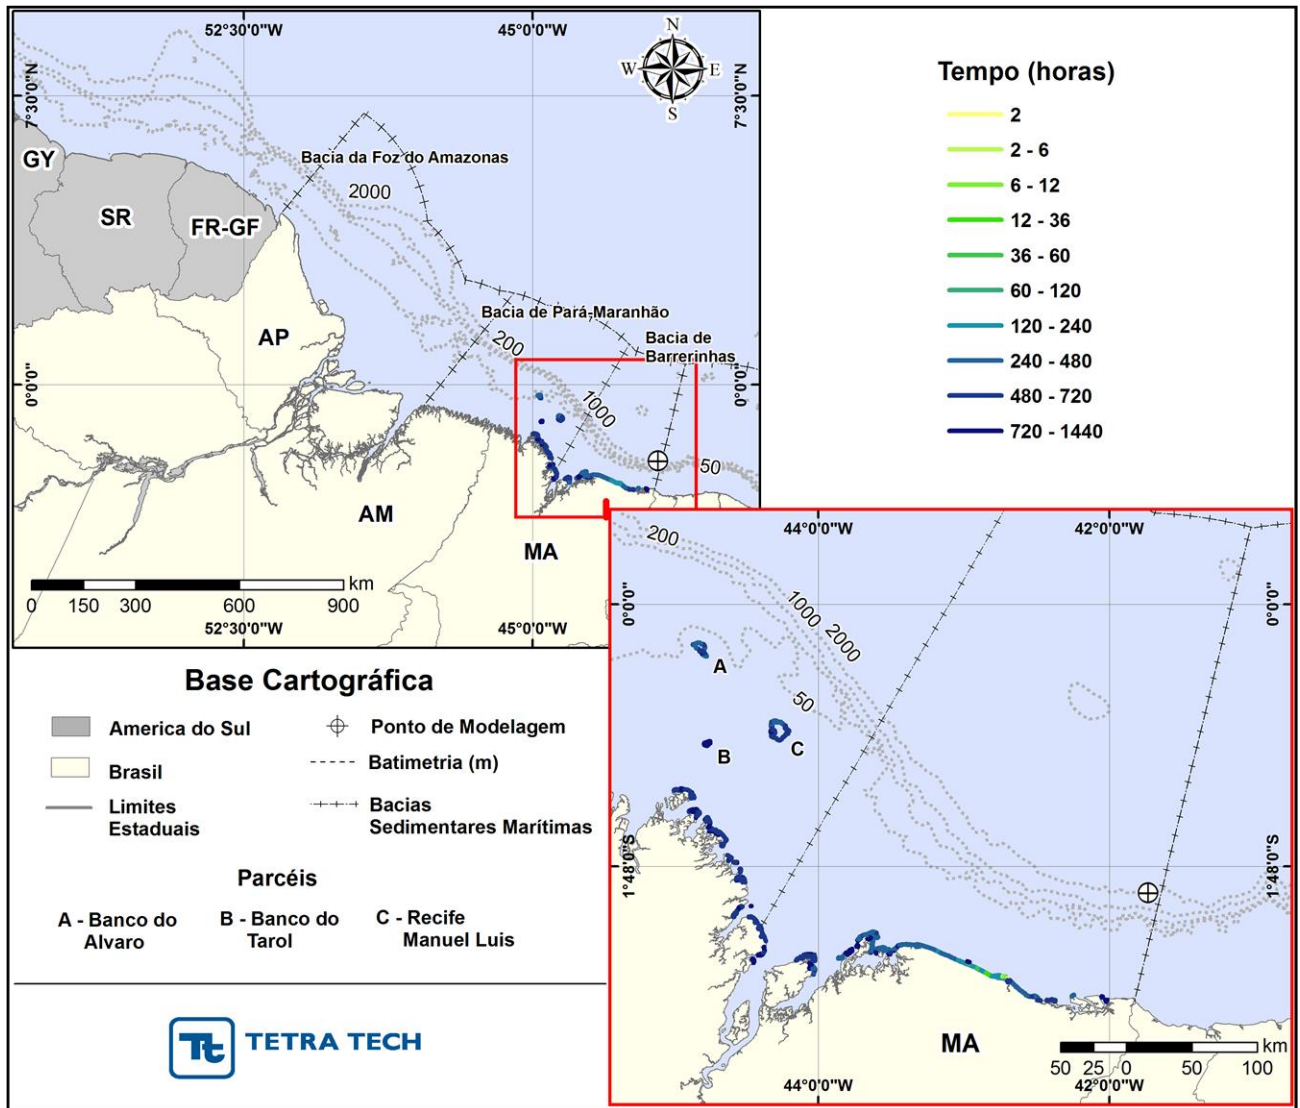 52°30'0"W
45°0'0"W
N
W
E
S
7°30'0"N
7°30'0"N
GY
SR
FR-GF
Bacia da Foz do Amazonas
2000
Bacia de Pará-Maranhão
Bacia de
Barrerinhas
200
AP
0°0'0"
0°0'0"
1000
50
AM
MA
km
0 150 300 600 900
52°30'0"W
45°0'0"W
Tempo (horas)
2
2 - 6
6 - 12
12 - 36
36 - 60
60 - 120
120 - 240
240 - 480
480 - 720
720 - 1440
44°0'0"W
42°0'0"W
200
0°0'0"
0°0'0"
1000 2000
A
50
B
C
1°48'0"S
1°48'0"S
MA
km
50 25 0 50 100
44°0'0"W
42°0'0"W
Base Cartográfica
America do Sul
Ponto de Modelagem
Brasil
Batimetria (m)
Limites
Estaduais
Bacias
Sedimentares Marítimas
Parcéis
A - Banco do
Alvaro
B - Banco do
Tarol
C - Recife
Manuel Luis
Tt
TETRA TECH